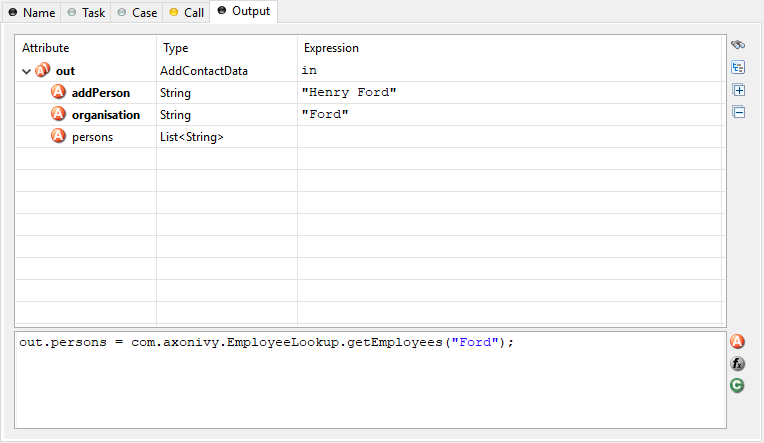 Name Task Case Call Output
Attribute Type Expression
out AddContactData in
addPerson String "Henry Ford"
organisation String "Ford"
persons List<String>
out.persons = com.axonivy.EmployeeLookup.getEmployees("Ford");